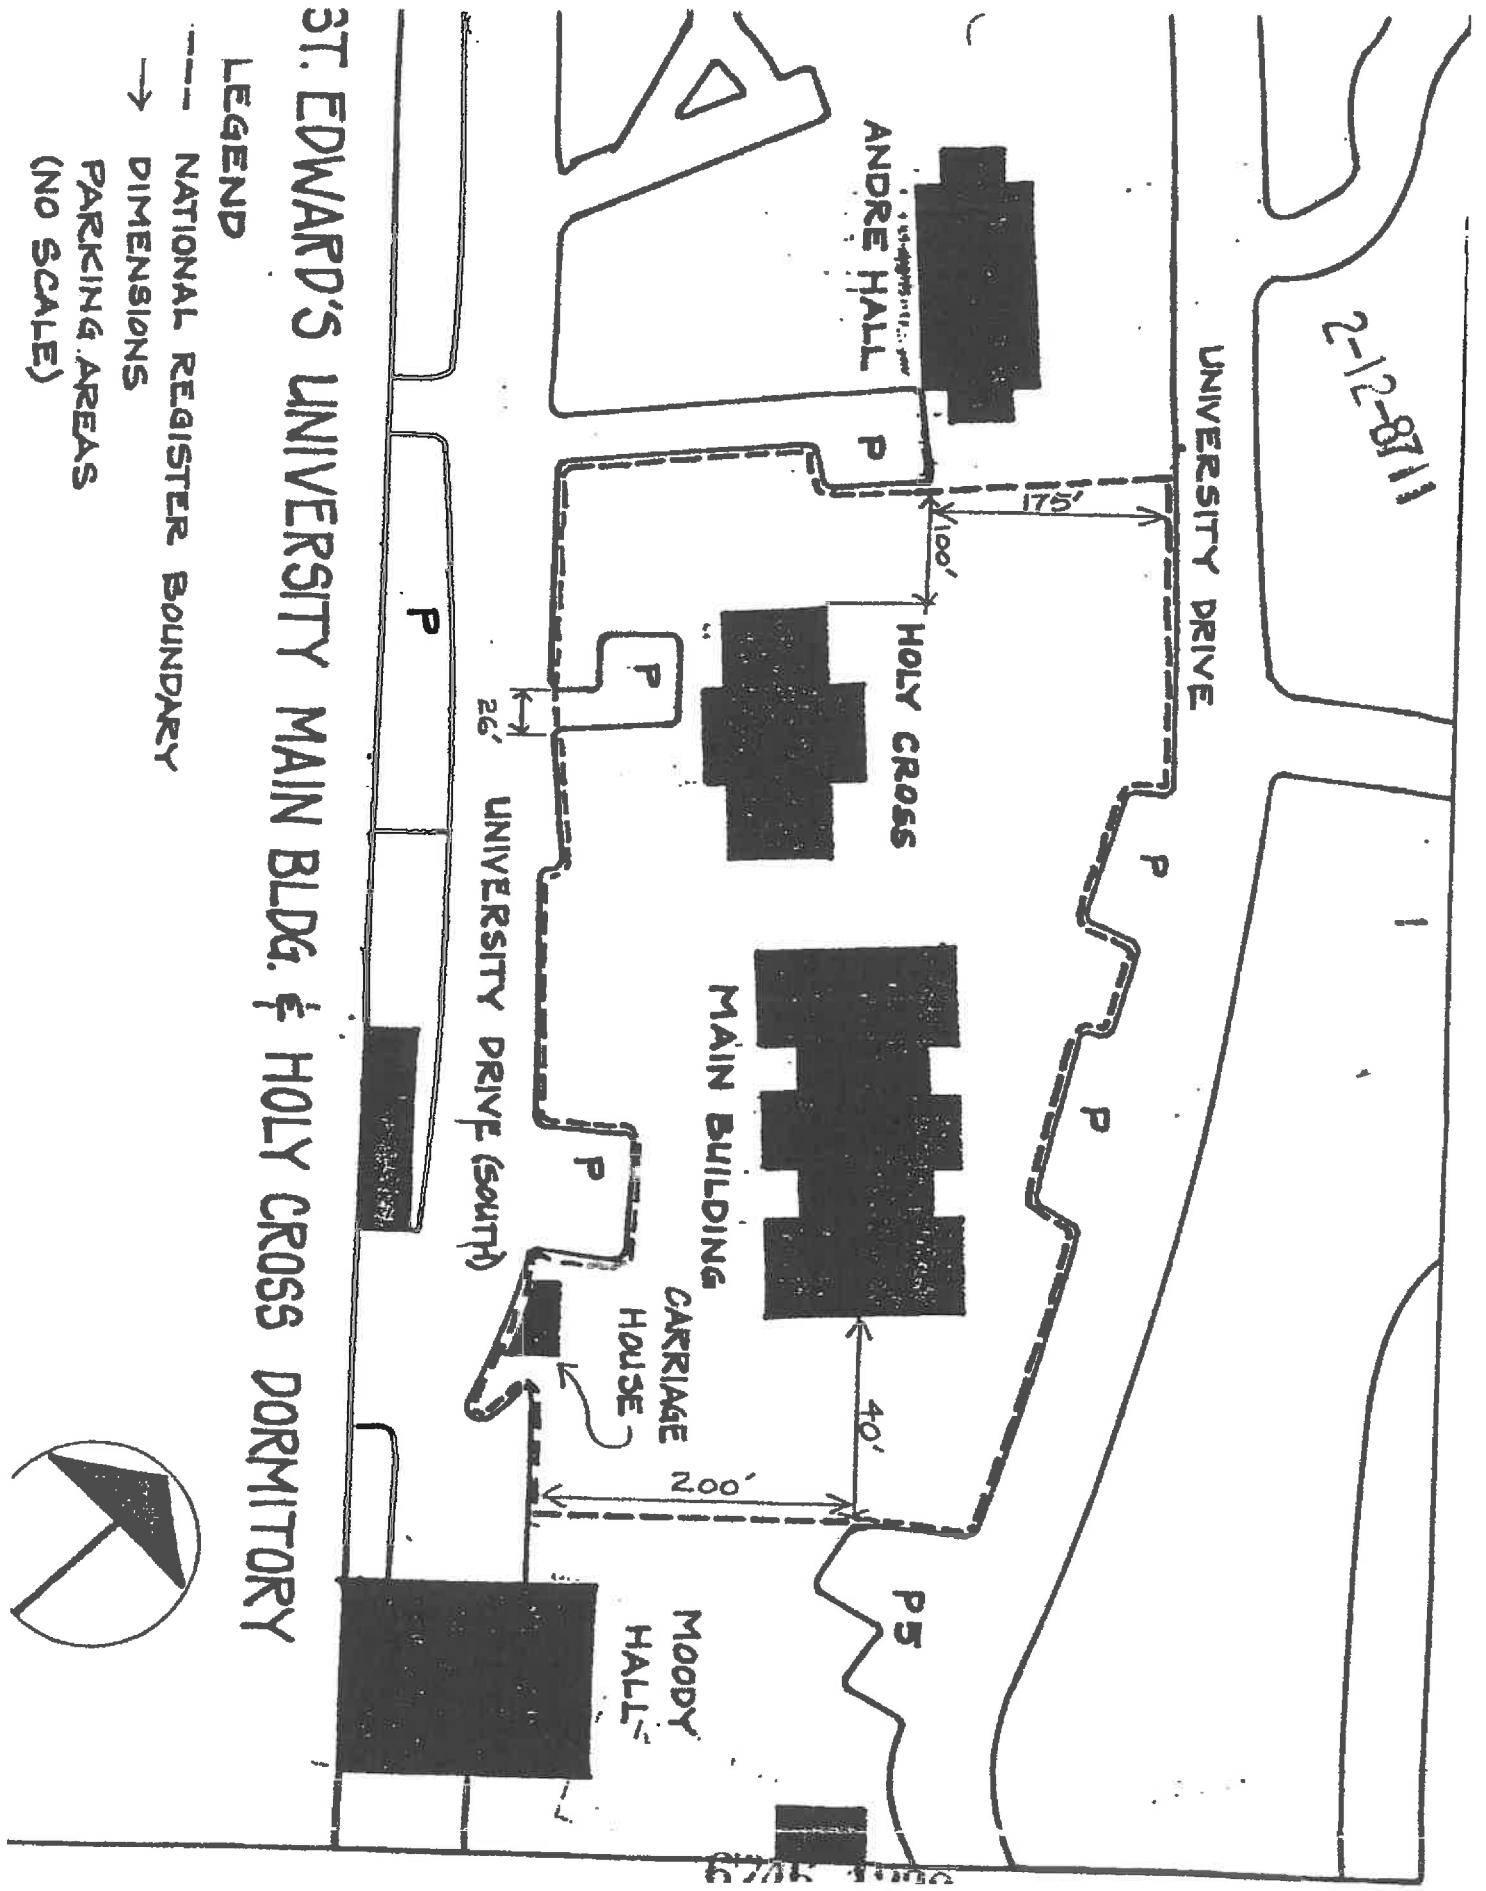 2-12-8711
UNIVERSITY DRIVE
ANDRE HALL
P
175'
100'
HOLY CROSS
P
P
P
26'
P
MAIN BUILDING
P
P
UNIVERSITY DRIVE (SOUTH)
CARRIAGE
HOUSE
40'
200'
P5
MOODY
HALL
ST. EDWARD'S UNIVERSITY MAIN BLDG. & HOLY CROSS DORMITORY
LEGEND
--- NATIONAL REGISTER BOUNDARY
→ DIMENSIONS
PARKING AREAS
(NO SCALE)